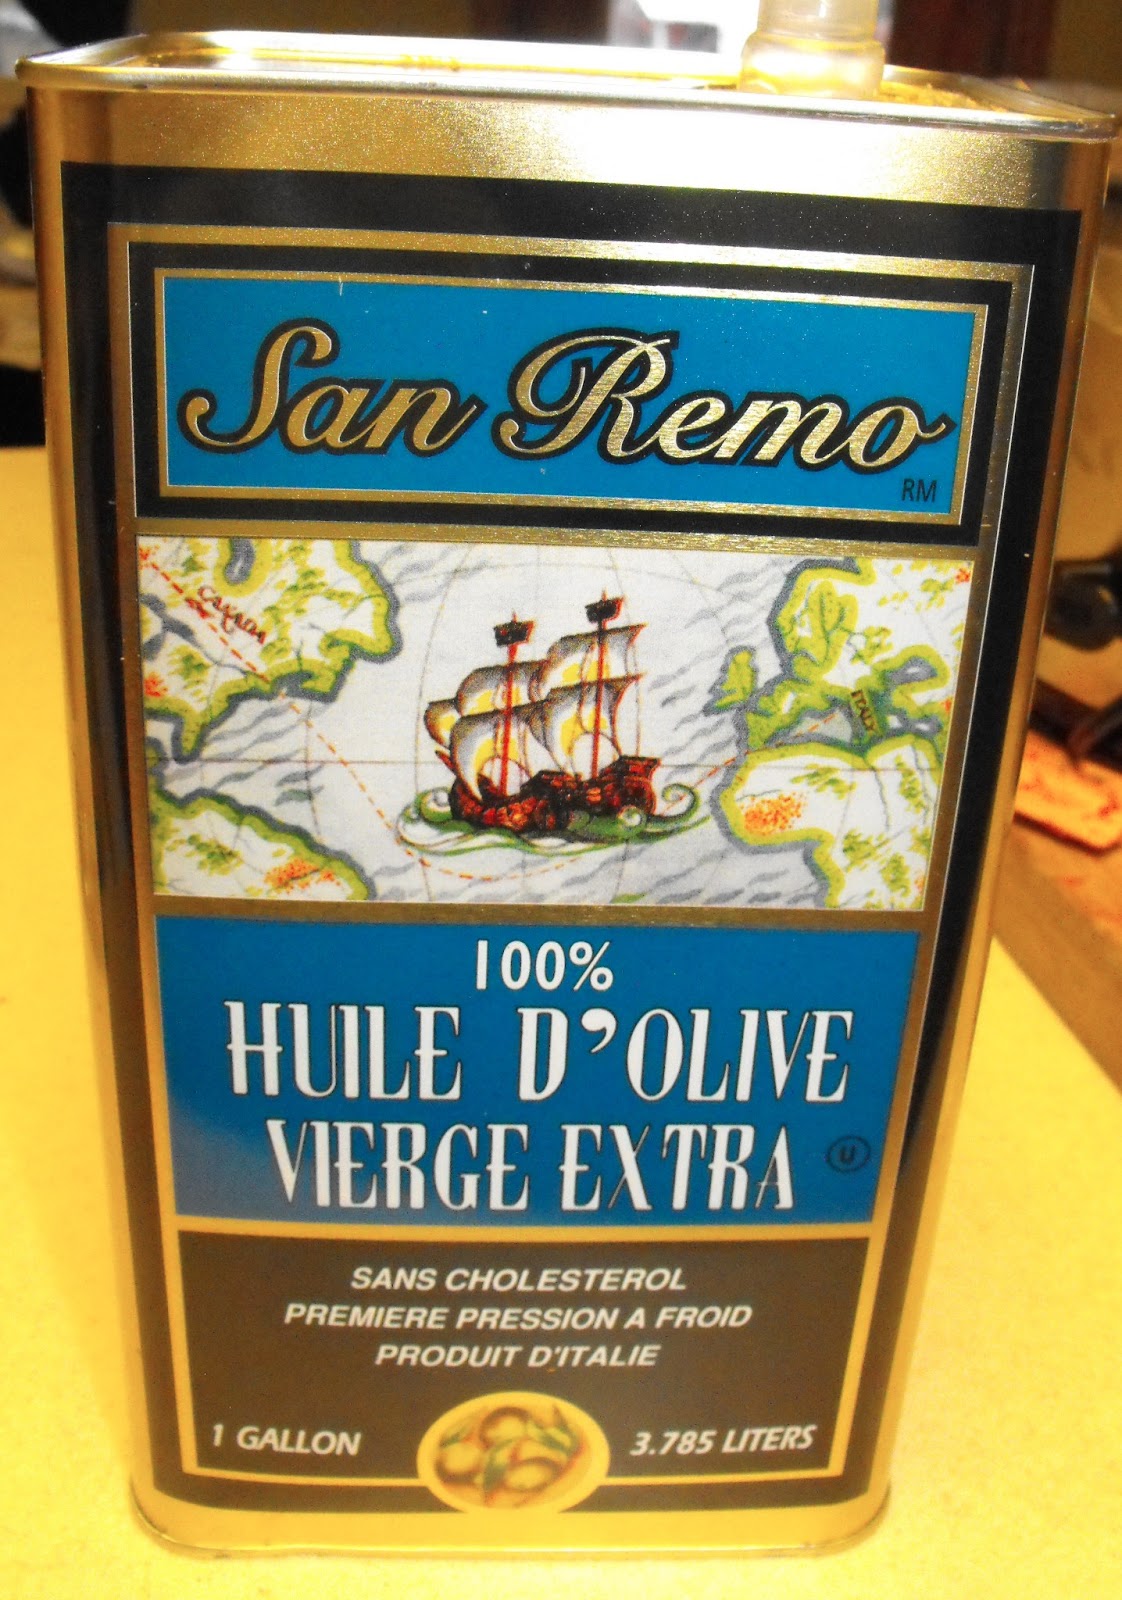 San Remo
RM
CANADA
ITALY
100%
HUILE D'OLIVE
VIERGE EXTRA
U
SANS CHOLESTEROL
PREMIERE PRESSION A FROID
PRODUIT D'ITALIE
1 GALLON
3.785 LITERS